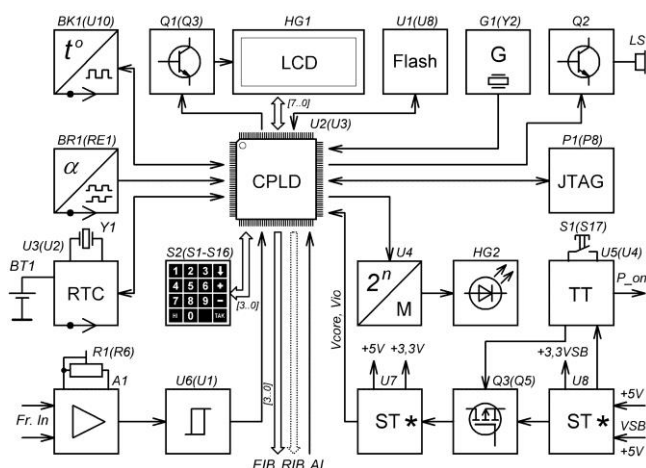 BK1(U10)
Q1(Q3)
HG1
U1(U8)
G1(Y2)
Q2
t°
LCD
Flash
G
LS
[7..0]
U2(U3)
BR1(RE1)
P1(P8)
α
CPLD
JTAG
U3(U2)
Y1
S2(S1-S16)
U4
HG2
S1(S17)
U5(U4)
BT1
RTC
1 2 3
4 5 6 +
7 8 9 −
0 TAK
[3..0]
2ⁿ
M
TT
P_on
Vcore, Vio
R1(R6)
A1
U6(U1)
+5V
+3,3V
U7
+3,3VSB
Q3(Q5)
U8
Fr. In
[3..0]
ST*
ST*
+5V
VSB
+5V
FIB
RIB
AI